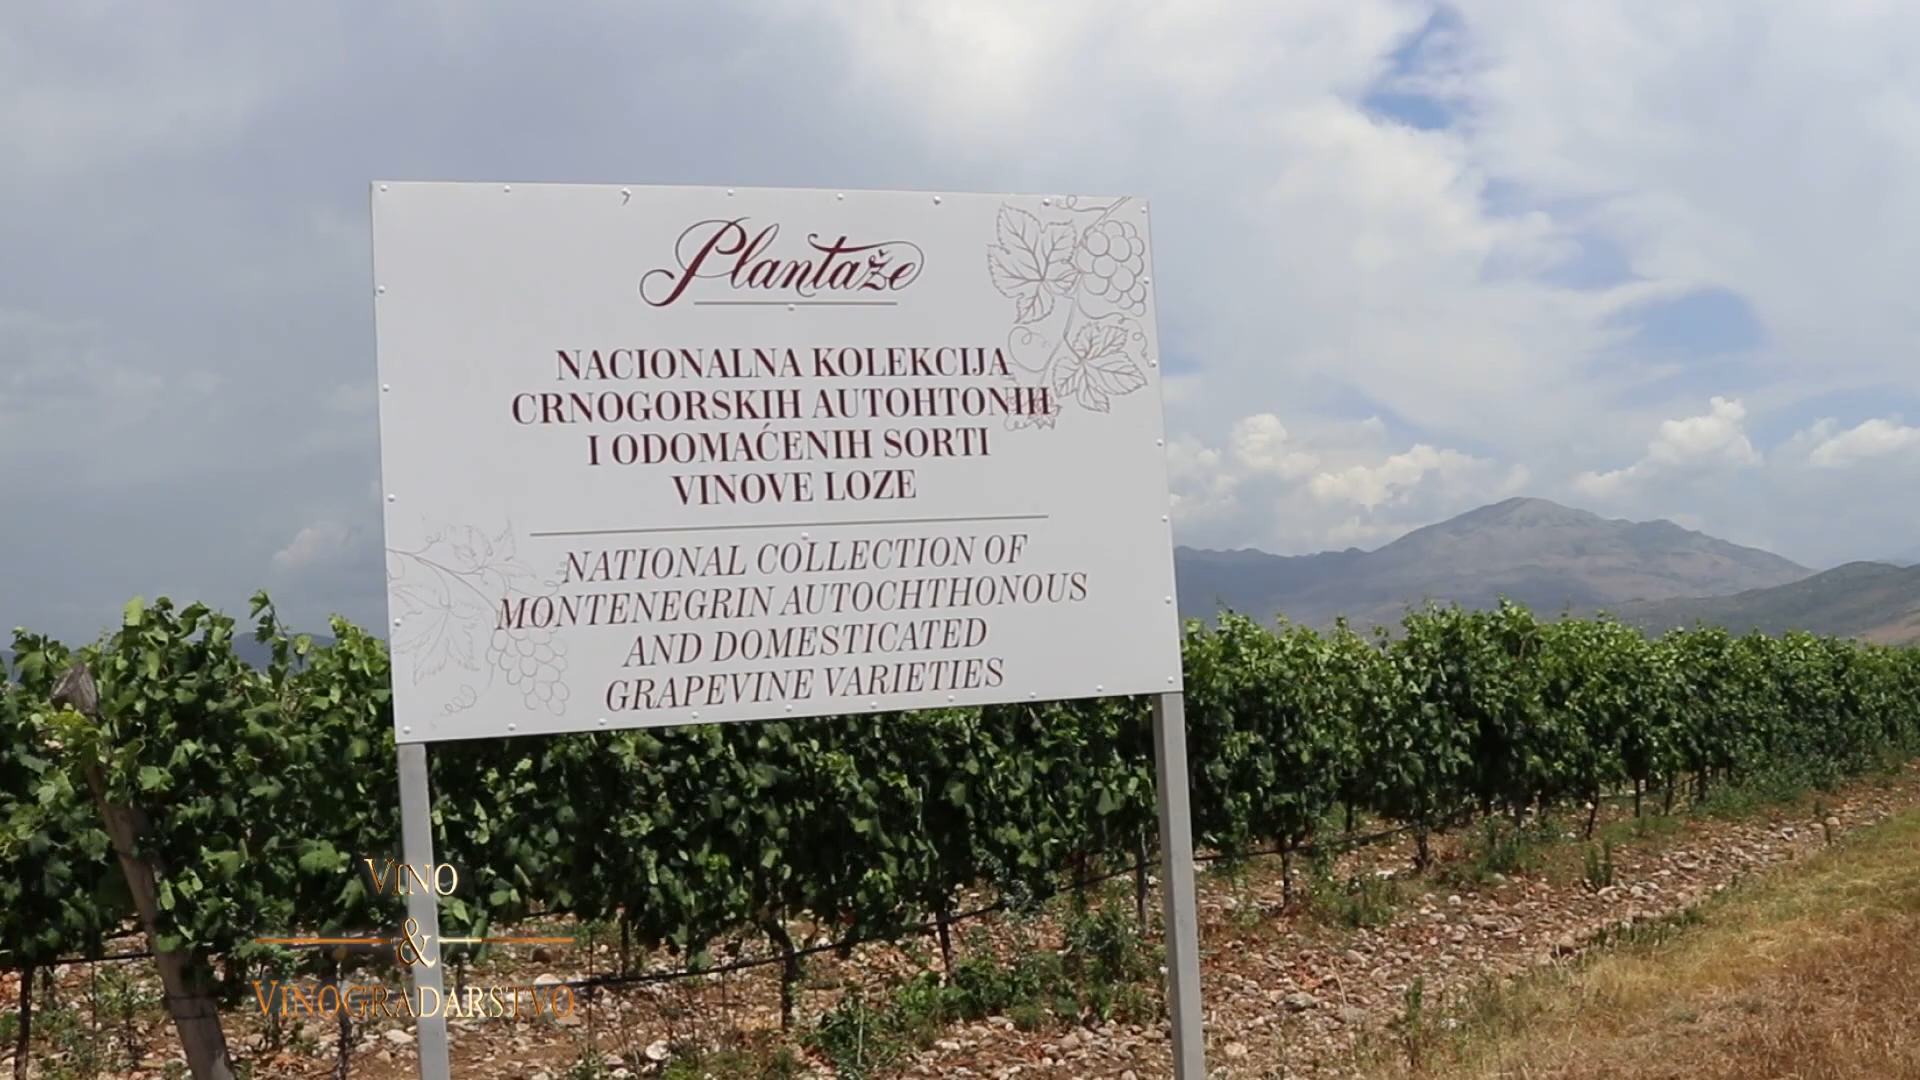 Plantaže
NACIONALNA KOLEKCIJA
CRNOGORSKIH AUTOHTONIH
I ODOMAĆENIH SORTI
VINOVE LOZE
NATIONAL COLLECTION OF
MONTENEGRIN AUTOCHTHONOUS
AND DOMESTICATED
GRAPEVINE VARIETIES
VINO
&
VINOGRADARSTVO